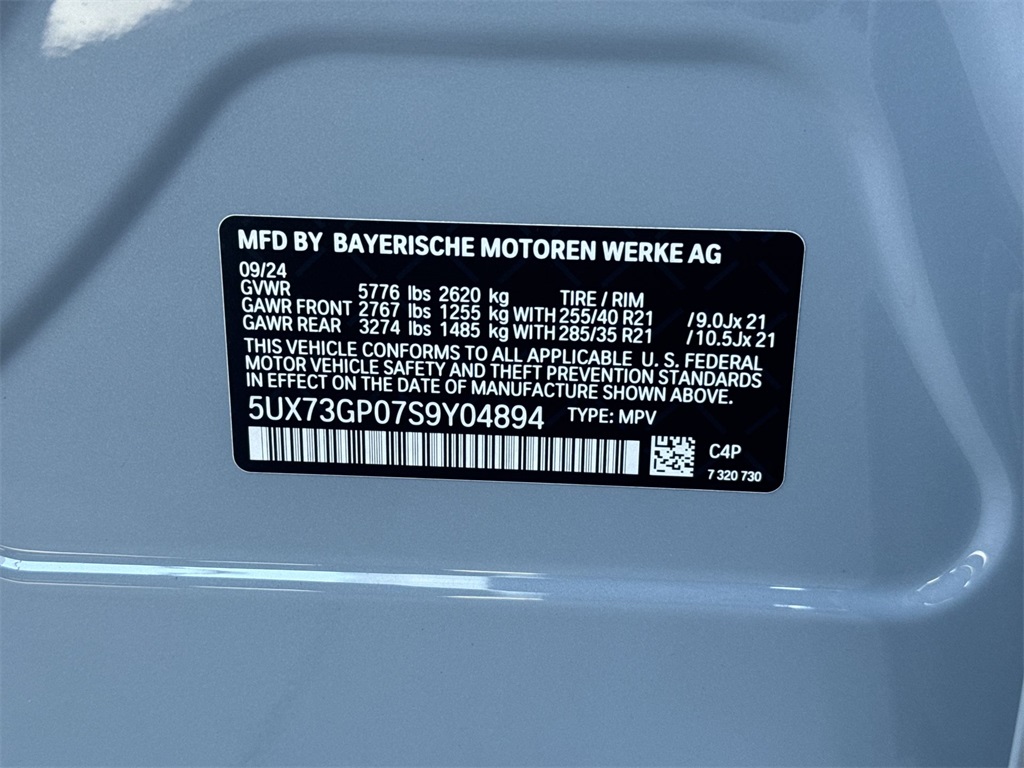 MFD BY BAYERISCHE MOTOREN WERKE AG
09/24
GVWR 5776 lbs 2620 kg TIRE / RIM
GAWR FRONT 2767 lbs 1255 kg WITH 255/40 R21 /9.0Jx 21
GAWR REAR 3274 lbs 1485 kg WITH 285/35 R21 /10.5Jx 21
THIS VEHICLE CONFORMS TO ALL APPLICABLE U. S. FEDERAL
MOTOR VEHICLE SAFETY AND THEFT PREVENTION STANDARDS
IN EFFECT ON THE DATE OF MANUFACTURE SHOWN ABOVE.
5UX73GP07S9Y04894 TYPE: MPV
C4P
7 320 730